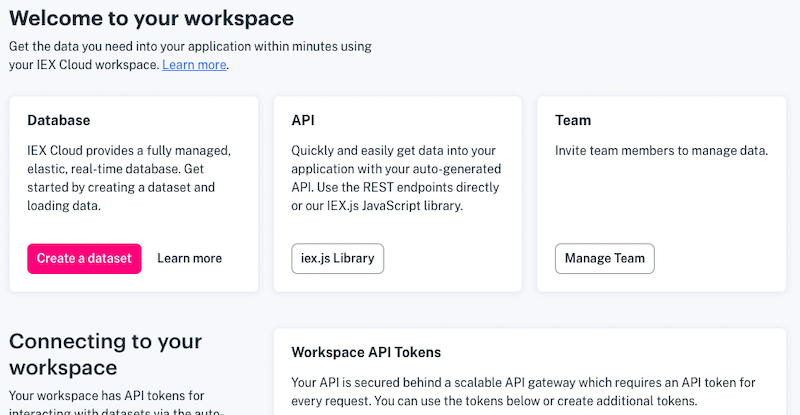 Welcome to your workspace
Get the data you need into your application within minutes using
your IEX Cloud workspace. Learn more.
Database
IEX Cloud provides a fully managed,
elastic, real-time database. Get
started by creating a dataset and
loading data.
Create a dataset
Learn more
API
Quickly and easily get data into your
application with your auto-generated
API. Use the REST endpoints directly
or our IEX.js JavaScript library.
iex.js Library
Team
Invite team members to manage data.
Manage Team
Connecting to your
workspace
Your workspace has API tokens for
interacting with datasets via the auto-
Workspace API Tokens
Your API is secured behind a scalable API gateway which requires an API token for
every request. You can use the tokens below or create additional tokens.